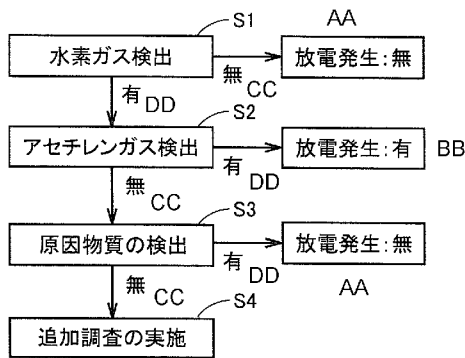 S1
AA
水素ガス検出
放電発生:無
無 CC
有 DD
S2
アセチレンガス検出
放電発生:有
BB
有 DD
無 CC
S3
原因物質の検出
放電発生:無
有 DD
AA
無 CC
S4
追加調査の実施